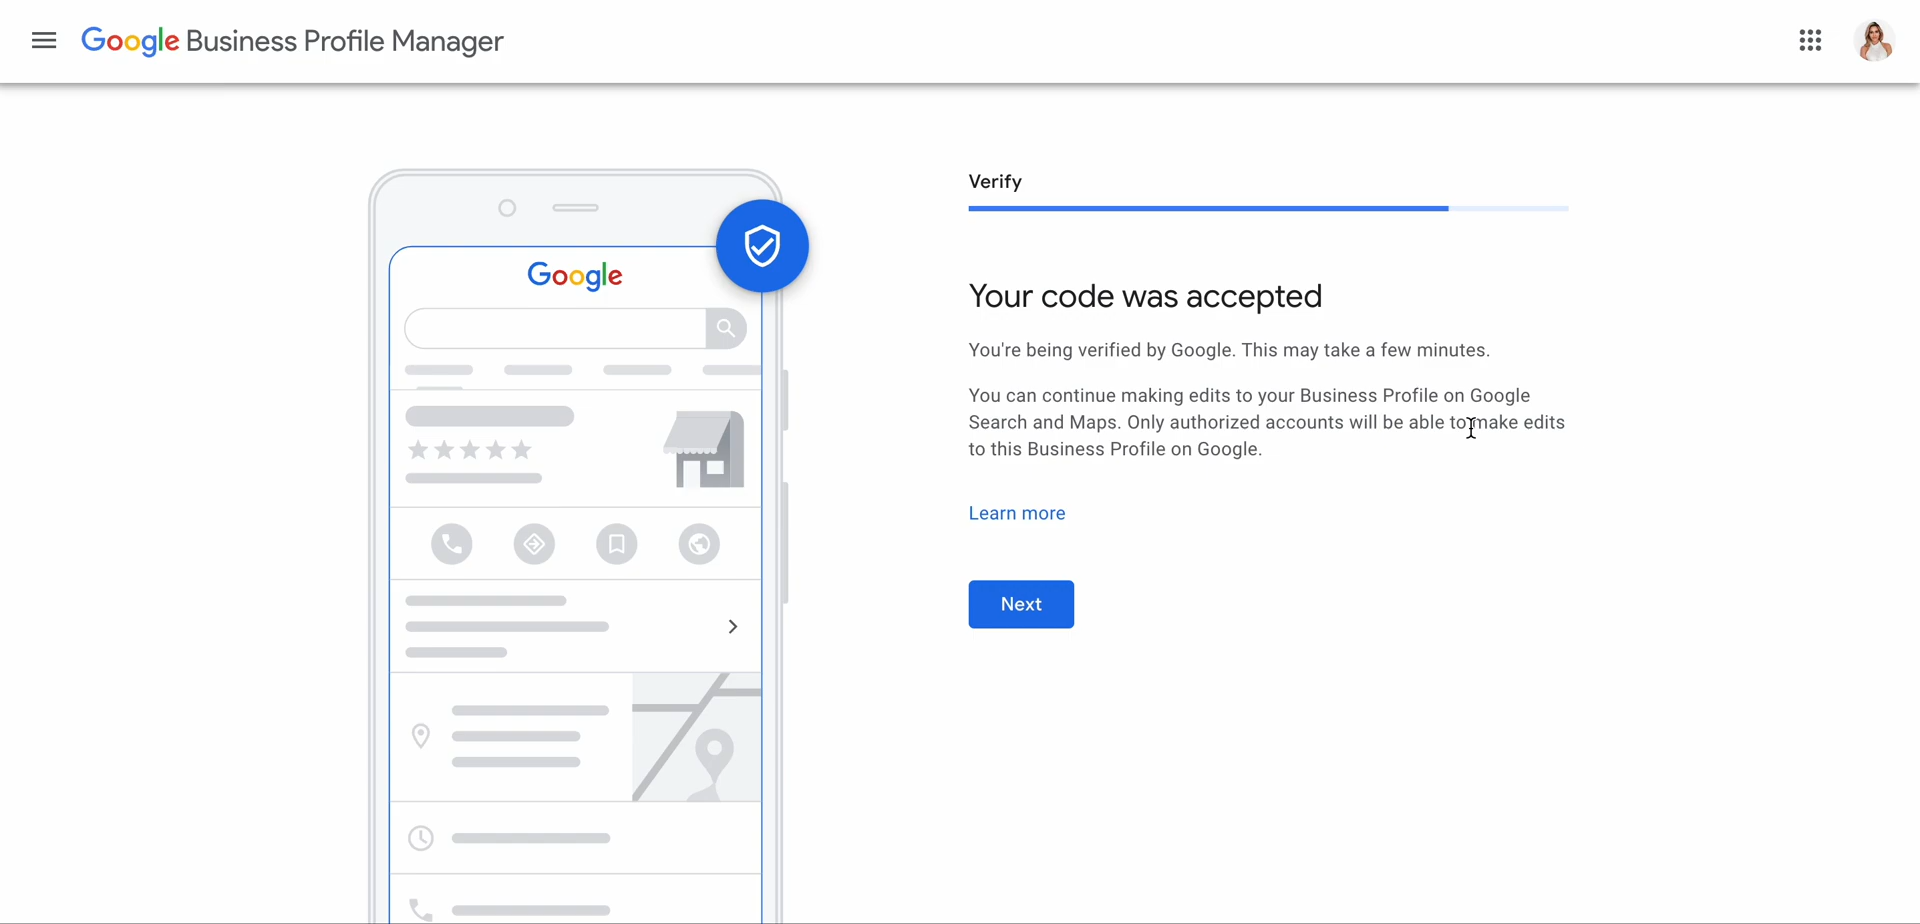 Google Business Profile Manager
Verify
Google
Your code was accepted
You're being verified by Google. This may take a few minutes.
You can continue making edits to your Business Profile on Google
Search and Maps. Only authorized accounts will be able to make edits
to this Business Profile on Google.
Learn more
Next